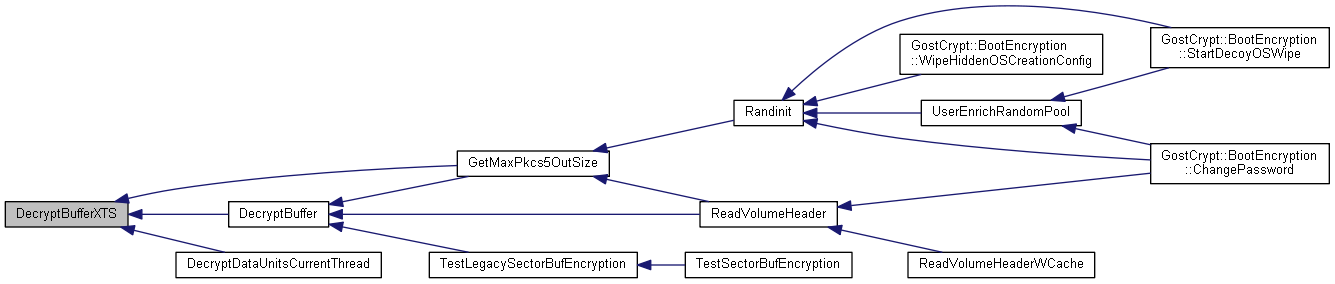 DecryptBufferXTS
DecryptBuffer
DecryptDataUnitsCurrentThread
GetMaxPkcs5OutSize
TestLegacySectorBufEncryption
Randinit
ReadVolumeHeader
TestSectorBufEncryption
GostCrypt::BootEncryption
::WipeHiddenOSCreationConfig
UserEnrichRandomPool
ReadVolumeHeaderWCache
GostCrypt::BootEncryption
::StartDecoyOSWipe
GostCrypt::BootEncryption
::ChangePassword